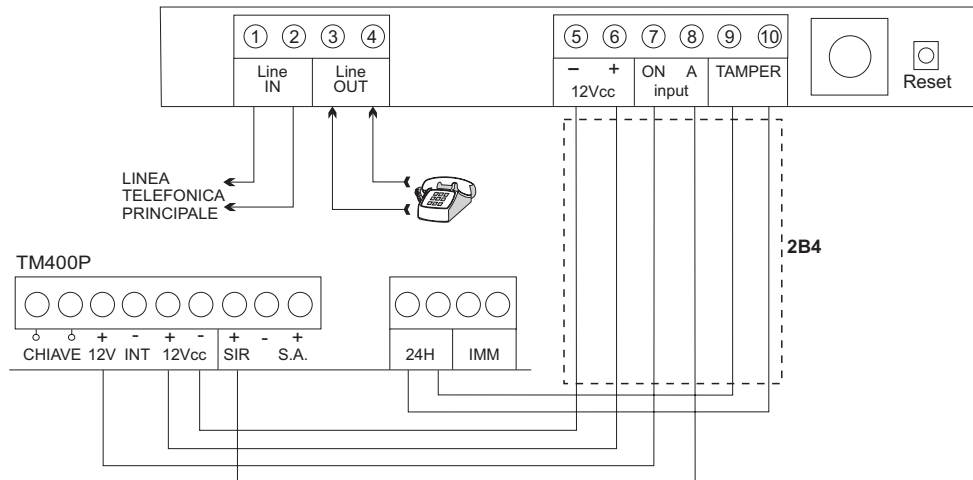 1 2 3 4 5 6 7 8 9 10
Line IN
Line OUT
– +
12Vcc
ON A
input
TAMPER
Reset
LINEA
TELEFONICA
PRINCIPALE
2B4
TM400P
+ - + - + - +
CHIAVE 12V INT 12Vcc SIR S.A.
24H IMM